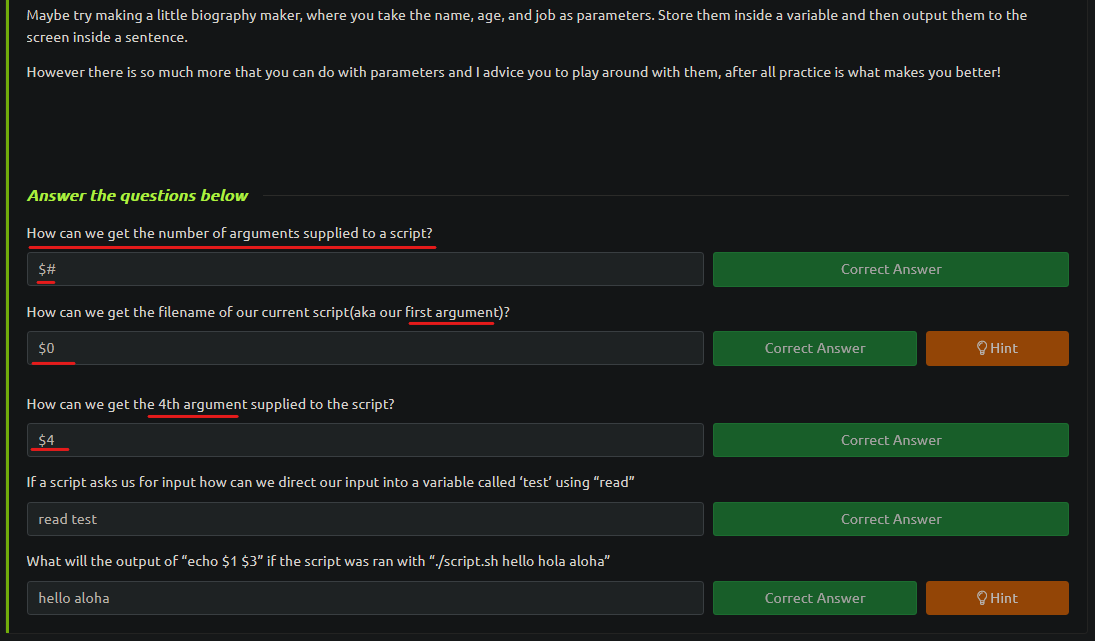 Maybe try making a little biography maker, where you take the name, age, and job as parameters. Store them inside a variable and then output them to the
screen inside a sentence.
However there is so much more that you can do with parameters and I advice you to play around with them, after all practice is what makes you better!
Answer the questions below
How can we get the number of arguments supplied to a script?
$#
Correct Answer
How can we get the filename of our current script(aka our first argument)?
$0
Correct Answer
Hint
How can we get the 4th argument supplied to the script?
$4
Correct Answer
If a script asks us for input how can we direct our input into a variable called ‘test’ using “read”
read test
Correct Answer
What will the output of “echo $1 $3” if the script was ran with “./script.sh hello hola aloha”
hello aloha
Correct Answer
Hint